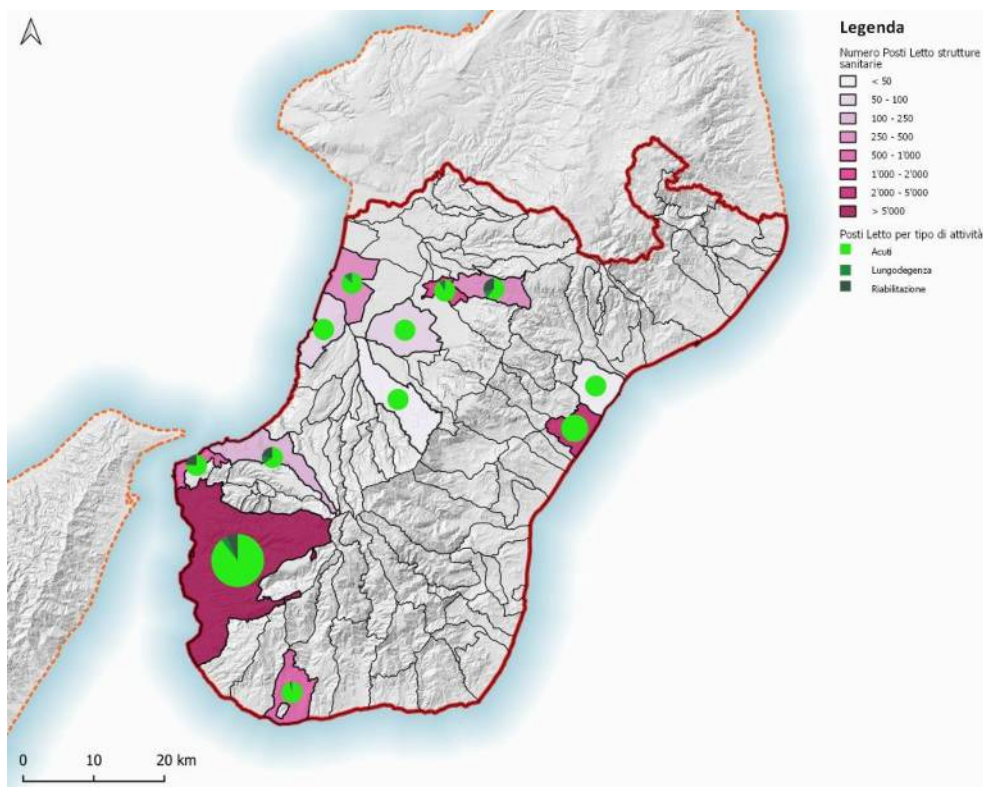 Legenda
Numero Posti Letto strutture
sanitarie
< 50
50 - 100
100 - 250
250 - 500
500 - 1'000
1'000 - 2'000
2'000 - 5'000
> 5'000
Posti Letto per tipo di attività
Acuti
Lungodegenza
Riabilitazione
0 10 20 km